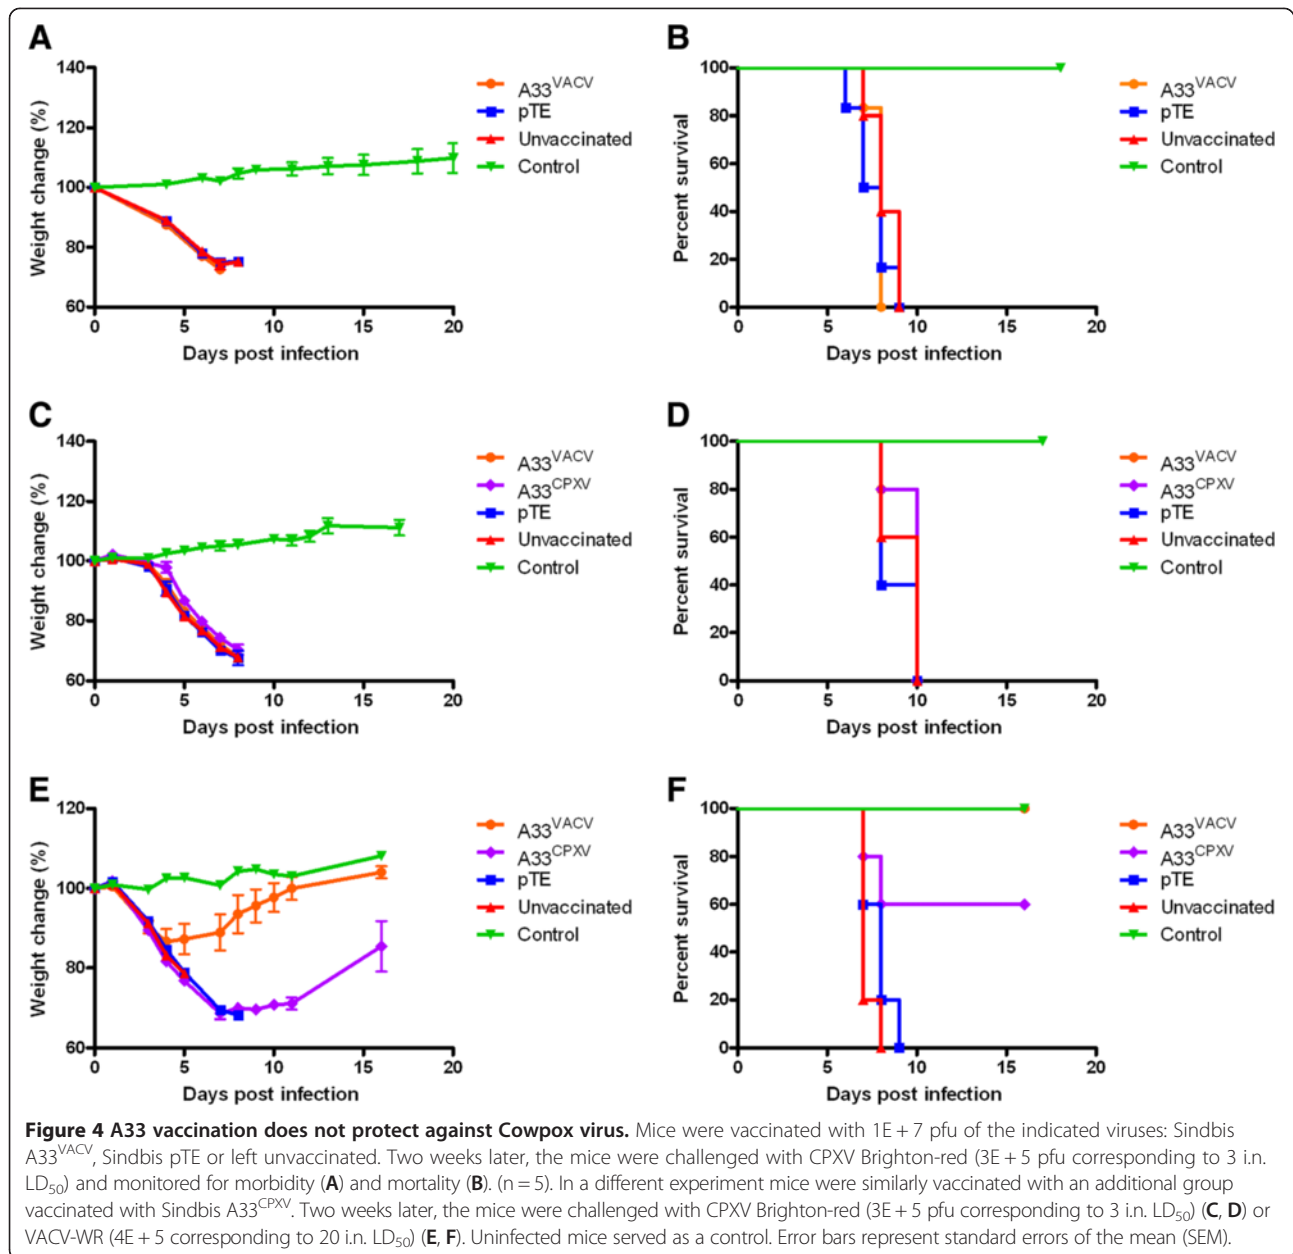 A
Weight change (%)
140
120
100
80
60
0 5 10 15 20
Days post infection
A33VACV
pTE
Unvaccinated
Control
B
Percent survival
100
80
60
40
20
0
0 5 10 15 20
Days post infection
A33VACV
pTE
Unvaccinated
Control
C
Weight change (%)
140
120
100
80
60
0 5 10 15 20
Days post infection
A33VACV
A33CPXV
pTE
Unvaccinated
Control
D
Percent survival
100
80
60
40
20
0
0 5 10 15 20
Days post infection
A33VACV
A33CPXV
pTE
Unvaccinated
Control
E
Weight change (%)
120
100
80
60
0 5 10 15 20
Days post infection
A33VACV
A33CPXV
pTE
Unvaccinated
Control
F
Percent survival
100
80
60
40
20
0
0 5 10 15 20
Days post infection
A33VACV
A33CPXV
pTE
Unvaccinated
Control
Figure 4 A33 vaccination does not protect against Cowpox virus. Mice were vaccinated with 1E + 7 pfu of the indicated viruses: Sindbis
A33VACV, Sindbis pTE or left unvaccinated. Two weeks later, the mice were challenged with CPXV Brighton-red (3E + 5 pfu corresponding to 3 i.n.
LD50) and monitored for morbidity (A) and mortality (B). (n = 5). In a different experiment mice were similarly vaccinated with an additional group
vaccinated with Sindbis A33CPXV. Two weeks later, the mice were challenged with CPXV Brighton-red (3E + 5 pfu corresponding to 3 i.n. LD50) (C, D) or
VACV-WR (4E + 5 corresponding to 20 i.n. LD50) (E, F). Uninfected mice served as a control. Error bars represent standard errors of the mean (SEM).